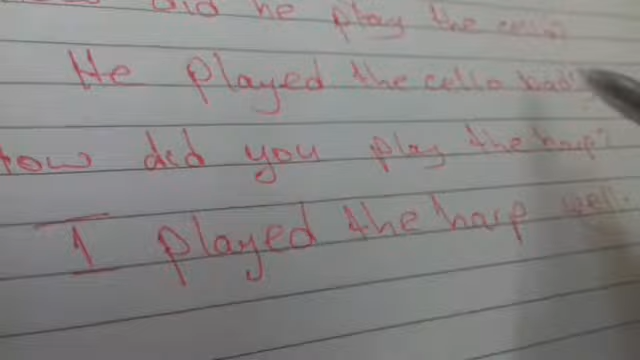 did he play the cello?
He played the cello
How did you play the harp?
I played the harp well.